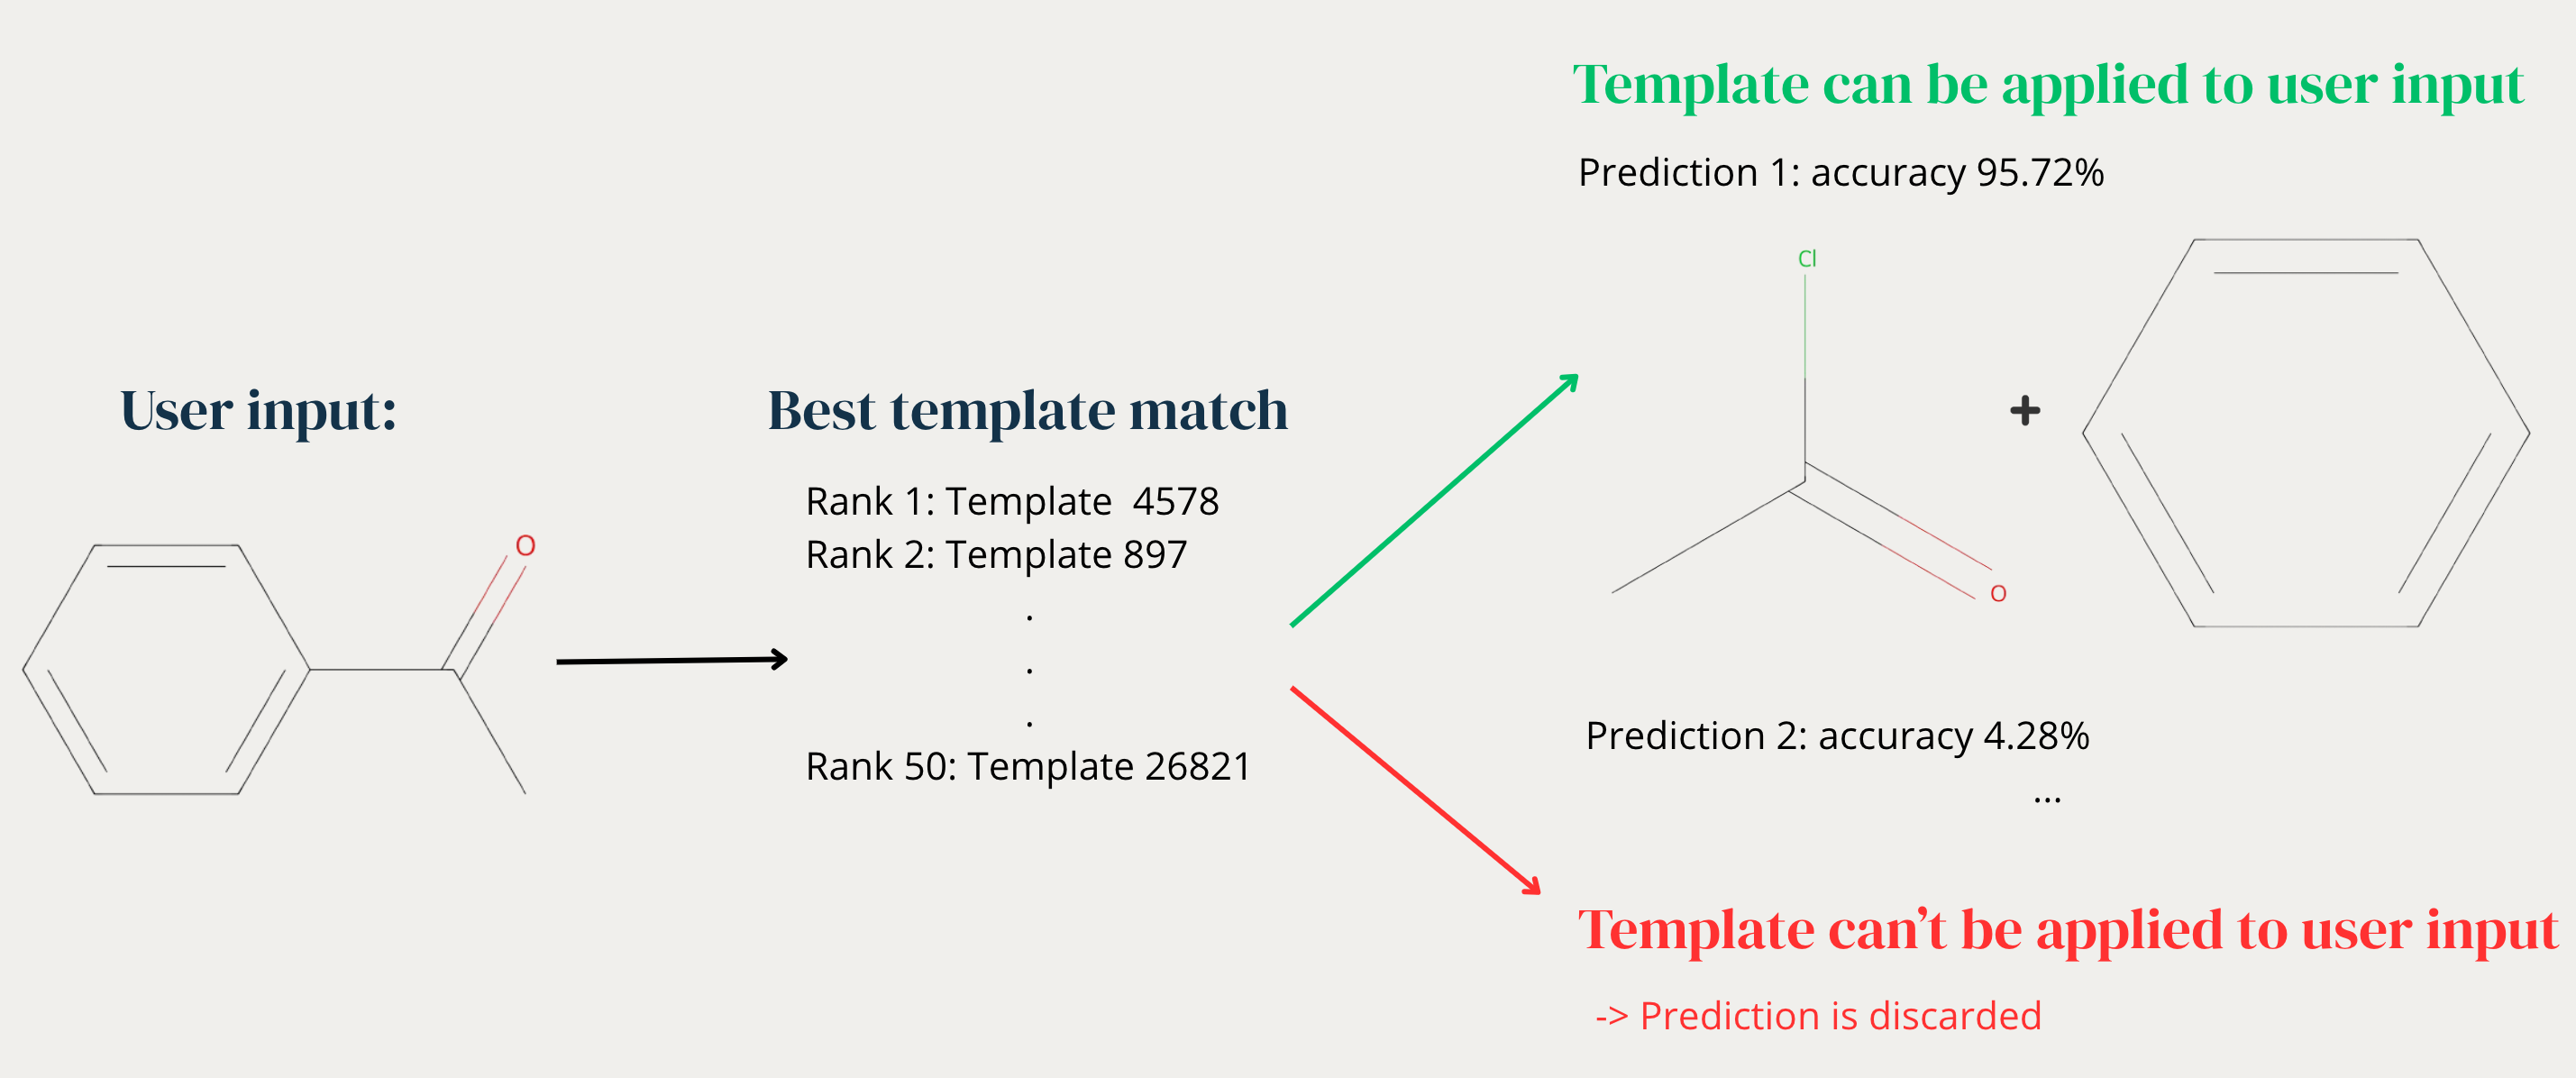 User input:
O
Best template match
Rank 1: Template  4578
Rank 2: Template 897
.
.
.
Rank 50: Template 26821
Template can be applied to user input
Prediction 1: accuracy 95.72%
Cl
O
+
Prediction 2: accuracy 4.28%
...
Template can’t be applied to user input
-> Prediction is discarded